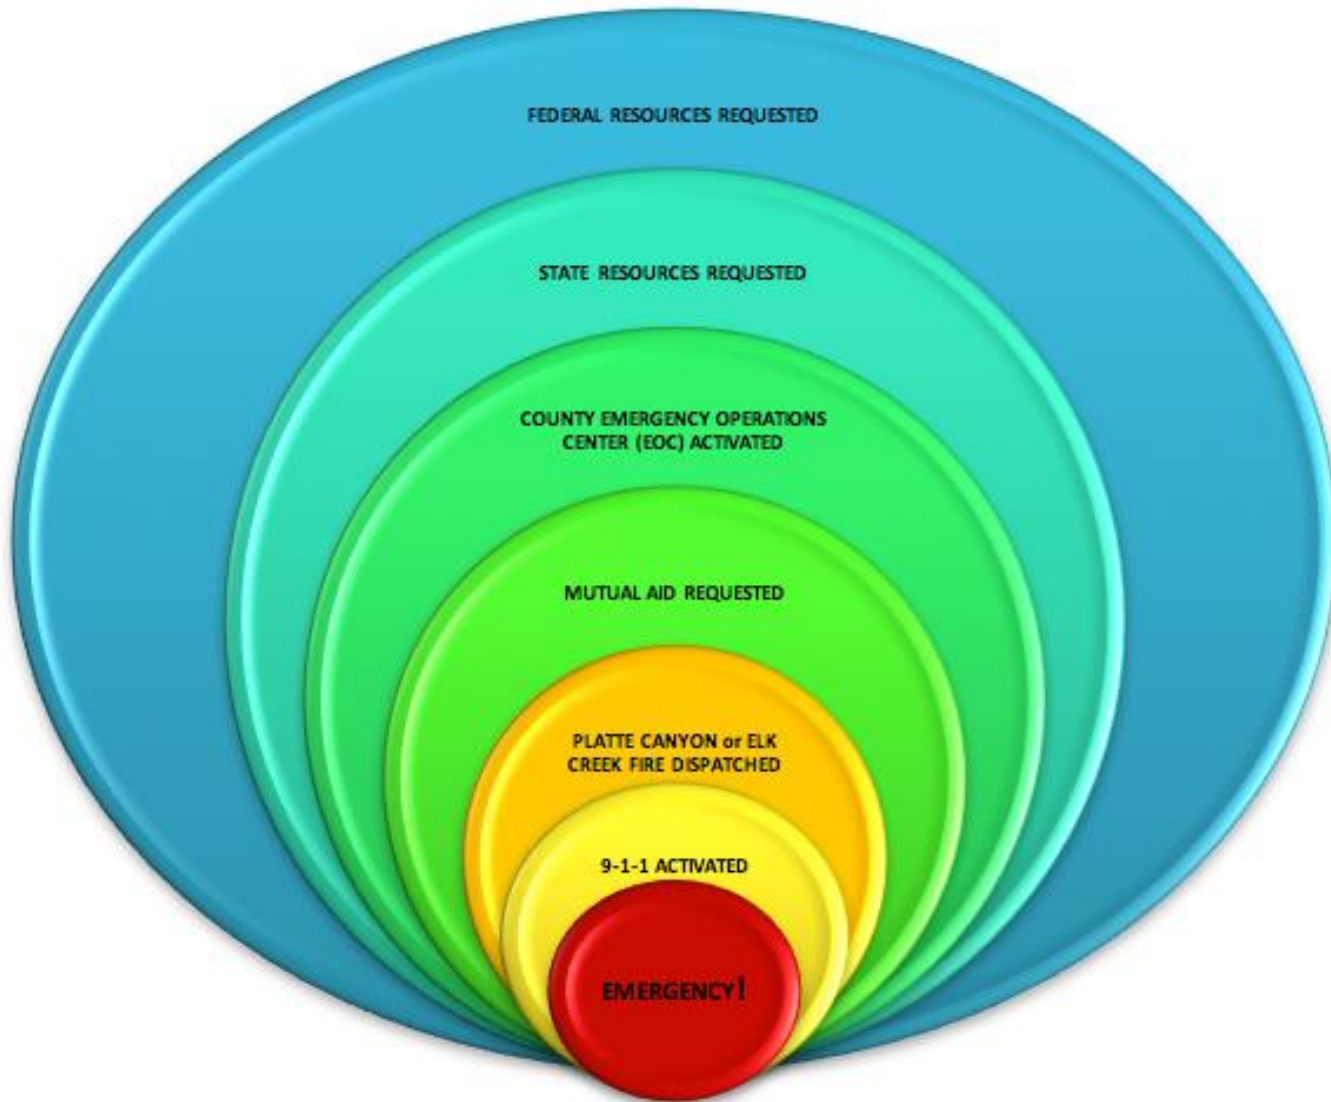 FEDERAL RESOURCES REQUESTED
STATE RESOURCES REQUESTED
COUNTY EMERGENCY OPERATIONS
CENTER (EOC) ACTIVATED
MUTUAL AID REQUESTED
PLATTE CANYON or ELK
CREEK FIRE DISPATCHED
9-1-1 ACTIVATED
EMERGENCY!